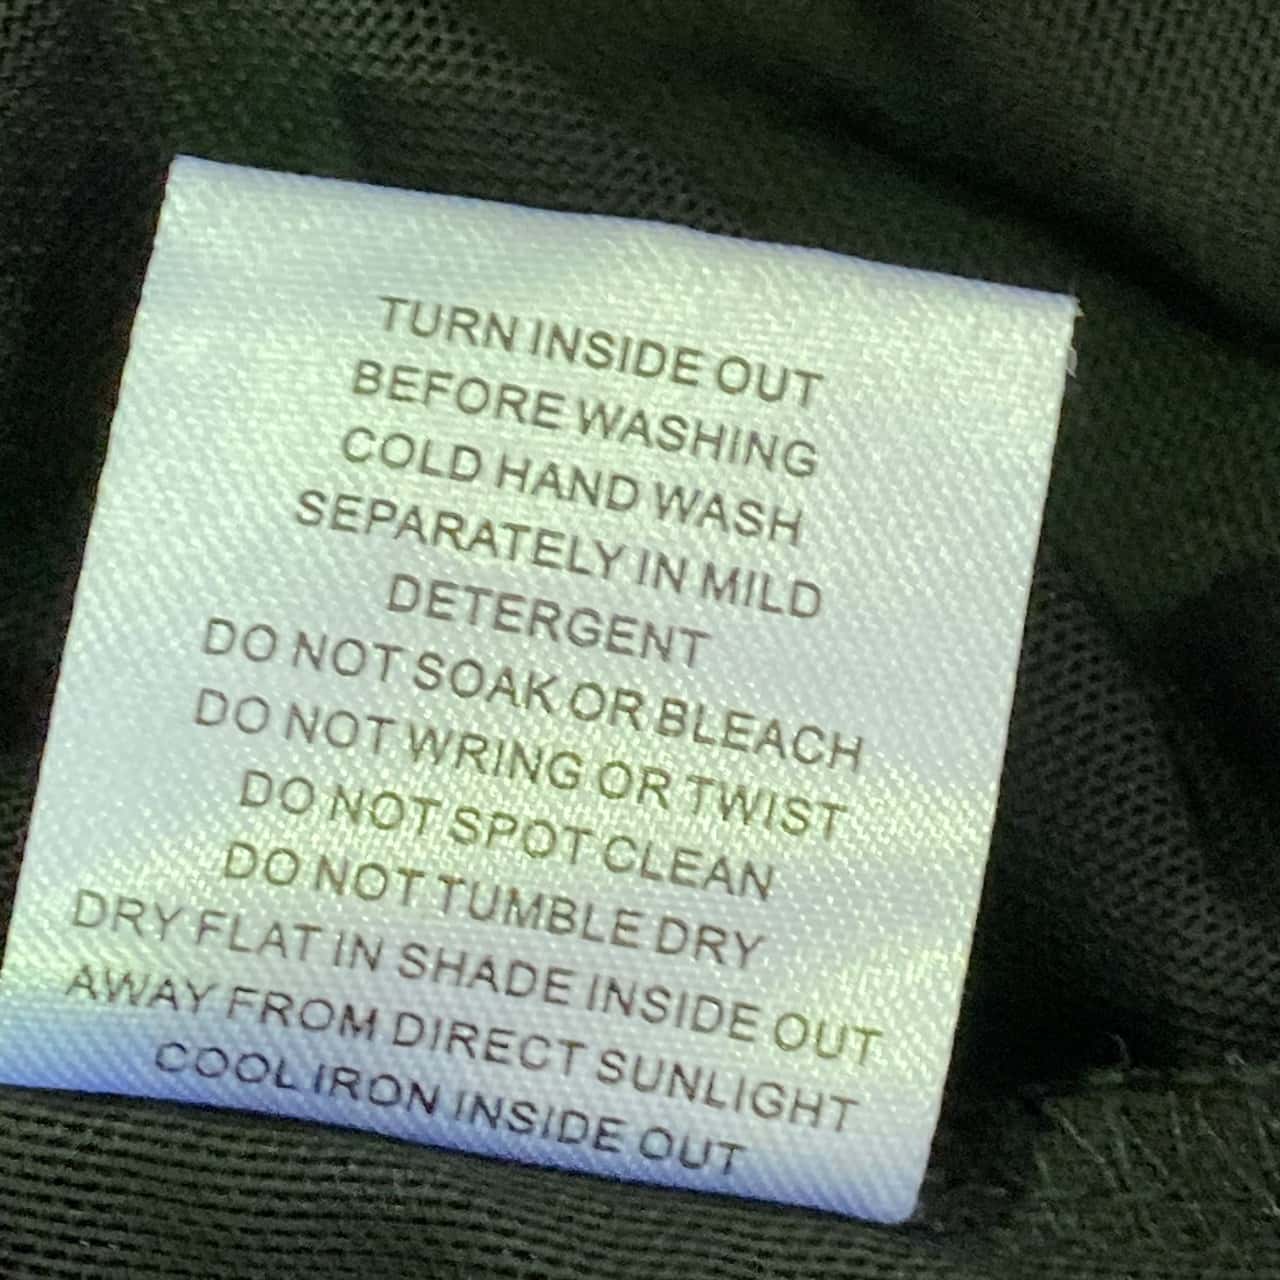 TURN INSIDE OUT
BEFORE WASHING
COLD HAND WASH
SEPARATELY IN MILD
DETERGENT
DO NOT SOAK OR BLEACH
DO NOT WRING OR TWIST
DO NOT SPOT CLEAN
DO NOT TUMBLE DRY
DRY FLAT IN SHADE INSIDE OUT
AWAY FROM DIRECT SUNLIGHT
COOL IRON INSIDE OUT